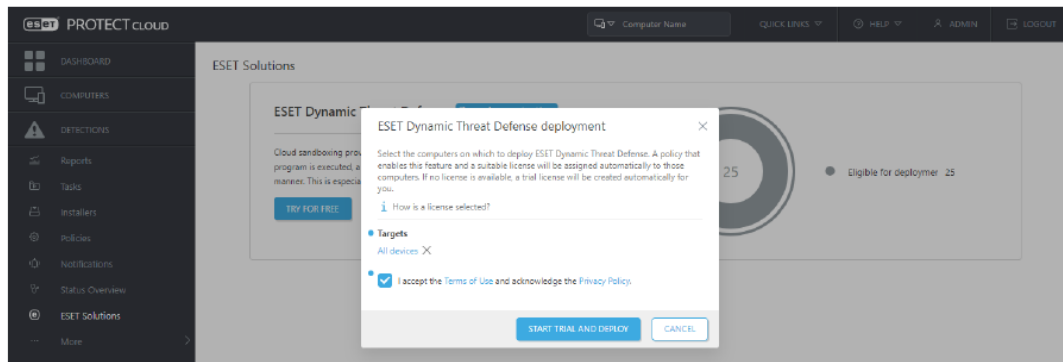 eset PROTECT CLOUD
Computer Name
QUICK LINKS
HELP
ADMIN
LOGOUT
DASHBOARD
COMPUTERS
DETECTIONS
Reports
Tasks
Installers
Policies
Notifications
Status Overview
ESET Solutions
More
ESET Solutions
ESET Dynamic
Cloud sandboxing prov
program is executed, a
manner. This is especia
TRY FOR FREE
25
Eligible for deploymer 25
ESET Dynamic Threat Defense deployment
Select the computers on which to deploy ESET Dynamic Threat Defense. A policy that
enables this feature and a suitable license will be assigned automatically to those
computers. If no license is available, a trial license will be created automatically for
you.
How is a license selected?
Targets
All devices
I accept the Terms of Use and acknowledge the Privacy Policy.
START TRIAL AND DEPLOY
CANCEL